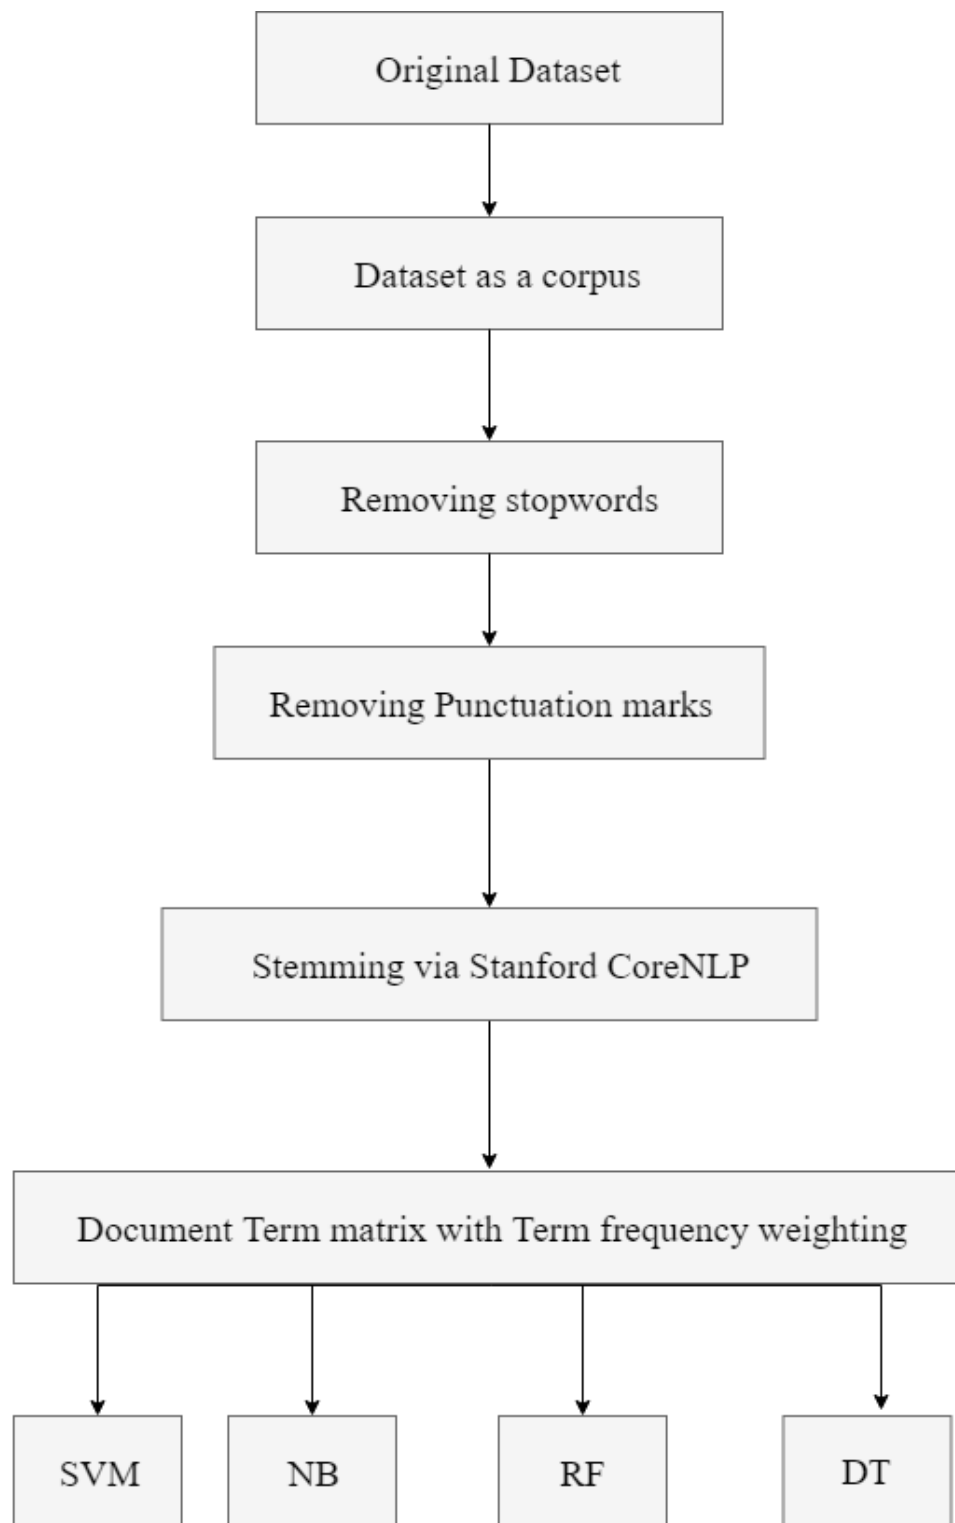 Original Dataset
Dataset as a corpus
Removing stopwords
Removing Punctuation marks
Stemming via Stanford CoreNLP
Document Term matrix with Term frequency weighting
SVM
NB
RF
DT